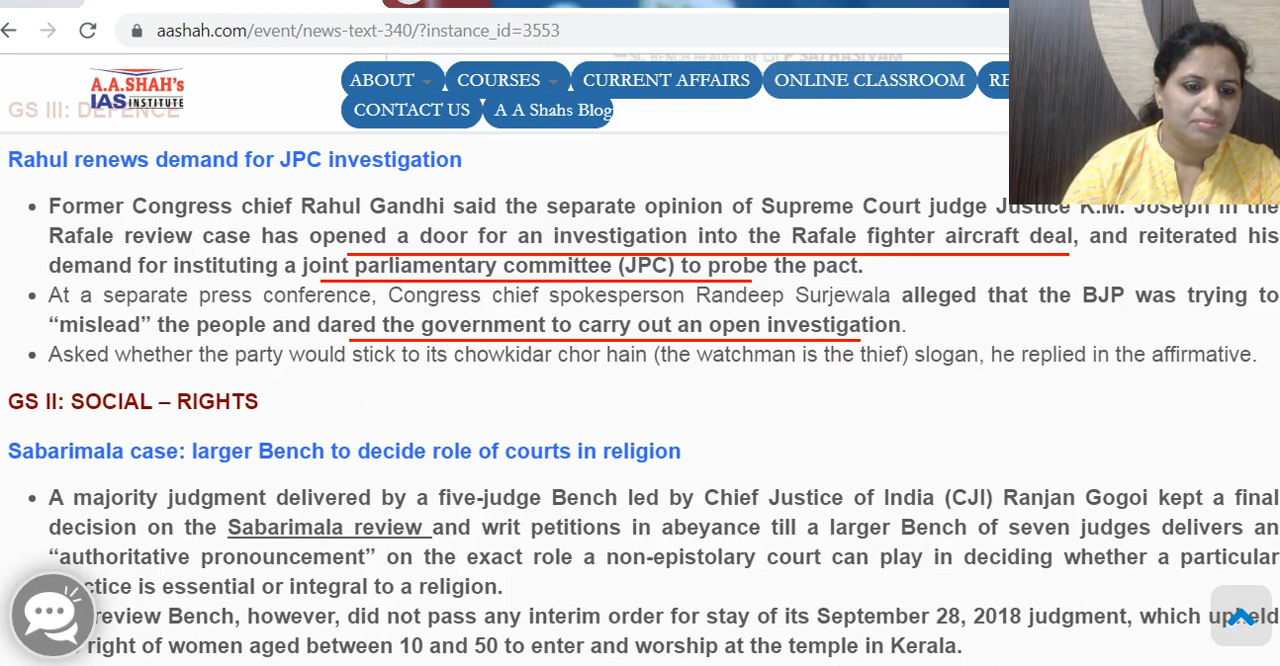 aashah.com/event/news-text-340/?instance_id=3553
SC BENCH HEADED BY CJI P SATHASIVAM
A.A.SHAH's
IAS INSTITUTE
ABOUT COURSES CURRENT AFFAIRS ONLINE CLASSROOM RE
CONTACT US A A Shahs Blog
GS III: DEFENCE
Rahul renews demand for JPC investigation
• Former Congress chief Rahul Gandhi said the separate opinion of Supreme Court judge Justice K.M. Joseph in the
Rafale review case has opened a door for an investigation into the Rafale fighter aircraft deal, and reiterated his
demand for instituting a joint parliamentary committee (JPC) to probe the pact.
• At a separate press conference, Congress chief spokesperson Randeep Surjewala alleged that the BJP was trying to
“mislead” the people and dared the government to carry out an open investigation.
• Asked whether the party would stick to its chowkidar chor hain (the watchman is the thief) slogan, he replied in the affirmative.
GS II: SOCIAL – RIGHTS
Sabarimala case: larger Bench to decide role of courts in religion
• A majority judgment delivered by a five-judge Bench led by Chief Justice of India (CJI) Ranjan Gogoi kept a final
decision on the Sabarimala review and writ petitions in abeyance till a larger Bench of seven judges delivers an
“authoritative pronouncement” on the exact role a non-epistolary court can play in deciding whether a particular
ctice is essential or integral to a religion.
review Bench, however, did not pass any interim order for stay of its September 28, 2018 judgment, which upheld
right of women aged between 10 and 50 to enter and worship at the temple in Kerala.